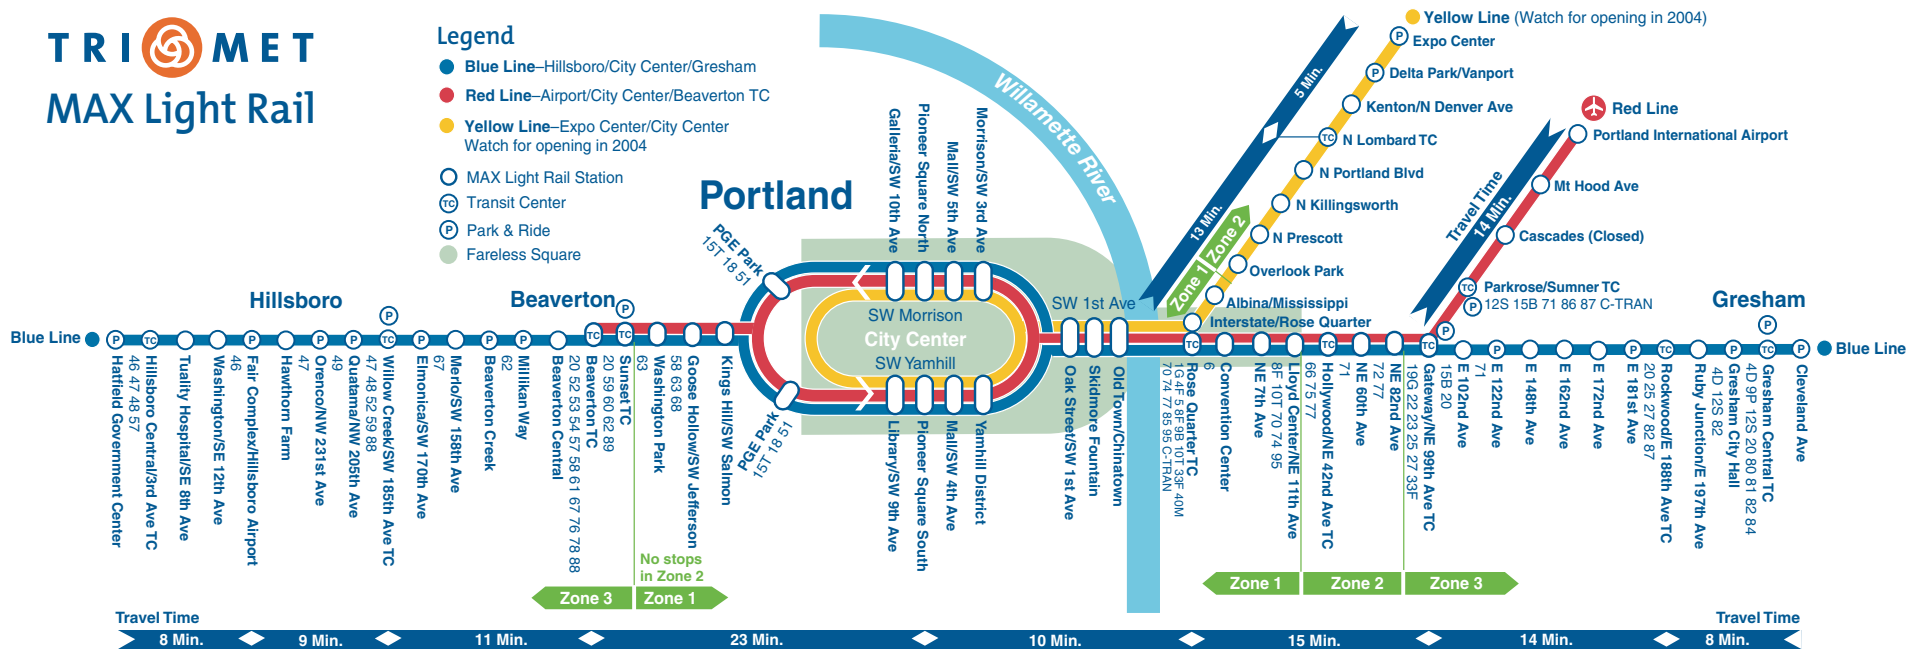 TRI MET
MAX Light Rail
Legend
Blue Line–Hillsboro/City Center/Gresham
Red Line–Airport/City Center/Beaverton TC
Yellow Line–Expo Center/City Center
Watch for opening in 2004
MAX Light Rail Station
TC Transit Center
P Park & Ride
Fareless Square
Portland
Hillsboro
Beaverton
Gresham
Willamette River
Yellow Line (Watch for opening in 2004)
P Expo Center
P Delta Park/Vanport
Kenton/N Denver Ave
TC N Lombard TC
N Portland Blvd
N Killingsworth
N Prescott
Overlook Park
Albina/Mississippi
Interstate/Rose Quarter
5 Min.
13 Min.
Zone 1
Zone 2
Red Line
Portland International Airport
Mt Hood Ave
Cascades (Closed)
TC Parkrose/Sumner TC
P 12S 15B 71 86 87 C-TRAN
P
Travel Time
14 Min.
Galleria/SW 10th Ave
Pioneer Square North
Mall/SW 5th Ave
Morrison/SW 3rd Ave
PGE Park
15T 18 51
SW Morrison
City Center
SW Yamhill
SW 1st Ave
PGE Park
15T 18 51
Library/SW 9th Ave
Pioneer Square South
Mall/SW 4th Ave
Yamhill District
Blue Line
P Hatfield Government Center
TC Hillsboro Central/3rd Ave TC
46 47 48 57
Tuality Hospital/SE 8th Ave
Washington/SE 12th Ave
P Fair Complex/Hillsboro Airport
46
Hawthorn Farm
P Orenco/NW 231st Ave
47
P Quatama/NW 205th Ave
49
P TC Willow Creek/SW 185th Ave TC
47 48 52 59 88
P Elmonica/SW 170th Ave
Merlo/SW 158th Ave
67
P Beaverton Creek
Millikan Way
62
Beaverton Central
TC Beaverton TC
20 52 53 54 57 58 61 67 76 78 88
P TC Sunset TC
20 59 60 62 89
Washington Park
63
Goose Hollow/SW Jefferson
58 63 68
Kings Hill/SW Salmon
Oak Street/SW 1st Ave
Skidmore Fountain
Old Town/Chinatown
TC Rose Quarter TC
1U 4F 5 8F 9B 10T 33F 40M
70 74 77 85 95 C-TRAN
Convention Center
6
NE 7th Ave
Lloyd Center/NE 11th Ave
8F 10T 70 74 95
TC Hollywood/NE 42nd Ave TC
66 75 77
NE 60th Ave
71
NE 82nd Ave
72 77
TC Gateway/NE 99th Ave TC
19G 22 23 25 27 33F
E 102nd Ave
15B 20
P E 122nd Ave
71
E 148th Ave
E 162nd Ave
E 172nd Ave
P E 181st Ave
TC Rockwood/E 188th Ave TC
20 25 27 82 87
Ruby Junction/E 197th Ave
P Gresham City Hall
4D 12S 82
P TC Gresham Central TC
4D 9P 12S 20 80 81 82 84
P Cleveland Ave
Blue Line
No stops
in Zone 2
Zone 3
Zone 1
Zone 1
Zone 2
Zone 3
Travel Time
Travel Time
8 Min.
9 Min.
11 Min.
23 Min.
10 Min.
15 Min.
14 Min.
8 Min.